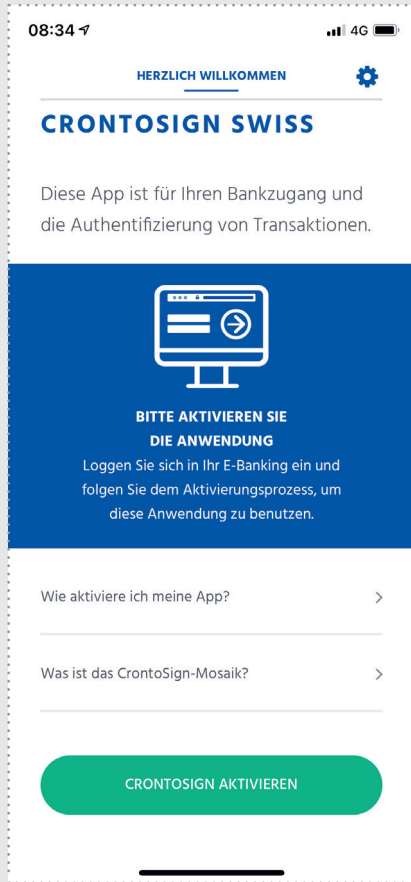 08:34
4G
HERZLICH WILLKOMMEN
CRONTOSIGN SWISS
Diese App ist für Ihren Bankzugang und
die Authentifizierung von Transaktionen.
BITTE AKTIVIEREN SIE
DIE ANWENDUNG
Loggen Sie sich in Ihr E-Banking ein und
folgen Sie dem Aktivierungsprozess, um
diese Anwendung zu benutzen.
Wie aktiviere ich meine App?
Was ist das CrontoSign-Mosaik?
CRONTOSIGN AKTIVIEREN